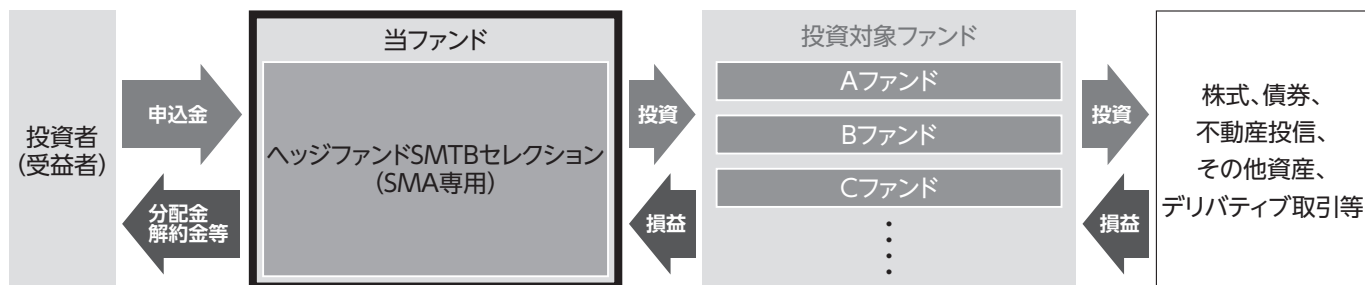 投資者
(受益者)
申込金
分配金
解約金等
当ファンド
ヘッジファンドSMTBセレクション
(SMA専用)
投資
損益
投資対象ファンド
Aファンド
Bファンド
Cファンド
投資
損益
株式、債券、
不動産投信、
その他資産、
デリバティブ取引等